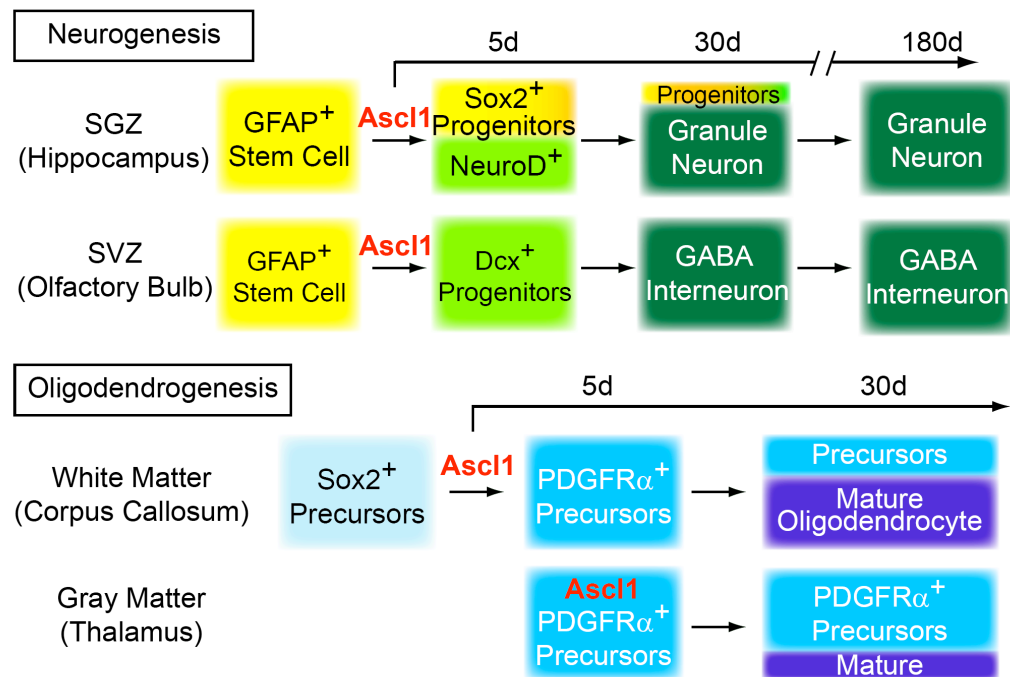 Neurogenesis
5d 30d 180d
SGZ
(Hippocampus)
GFAP+
Stem Cell
Ascl1
Sox2+
Progenitors
NeuroD+
Progenitors
Granule
Neuron
Granule
Neuron
SVZ
(Olfactory Bulb)
GFAP+
Stem Cell
Ascl1
Dcx+
Progenitors
GABA
Interneuron
GABA
Interneuron
Oligodendrogenesis
5d 30d
White Matter
(Corpus Callosum)
Sox2+
Precursors
Ascl1
PDGFRα+
Precursors
Precursors
Mature
Oligodendrocyte
Gray Matter
(Thalamus)
Ascl1
PDGFRα+
Precursors
PDGFRα+
Precursors
Mature